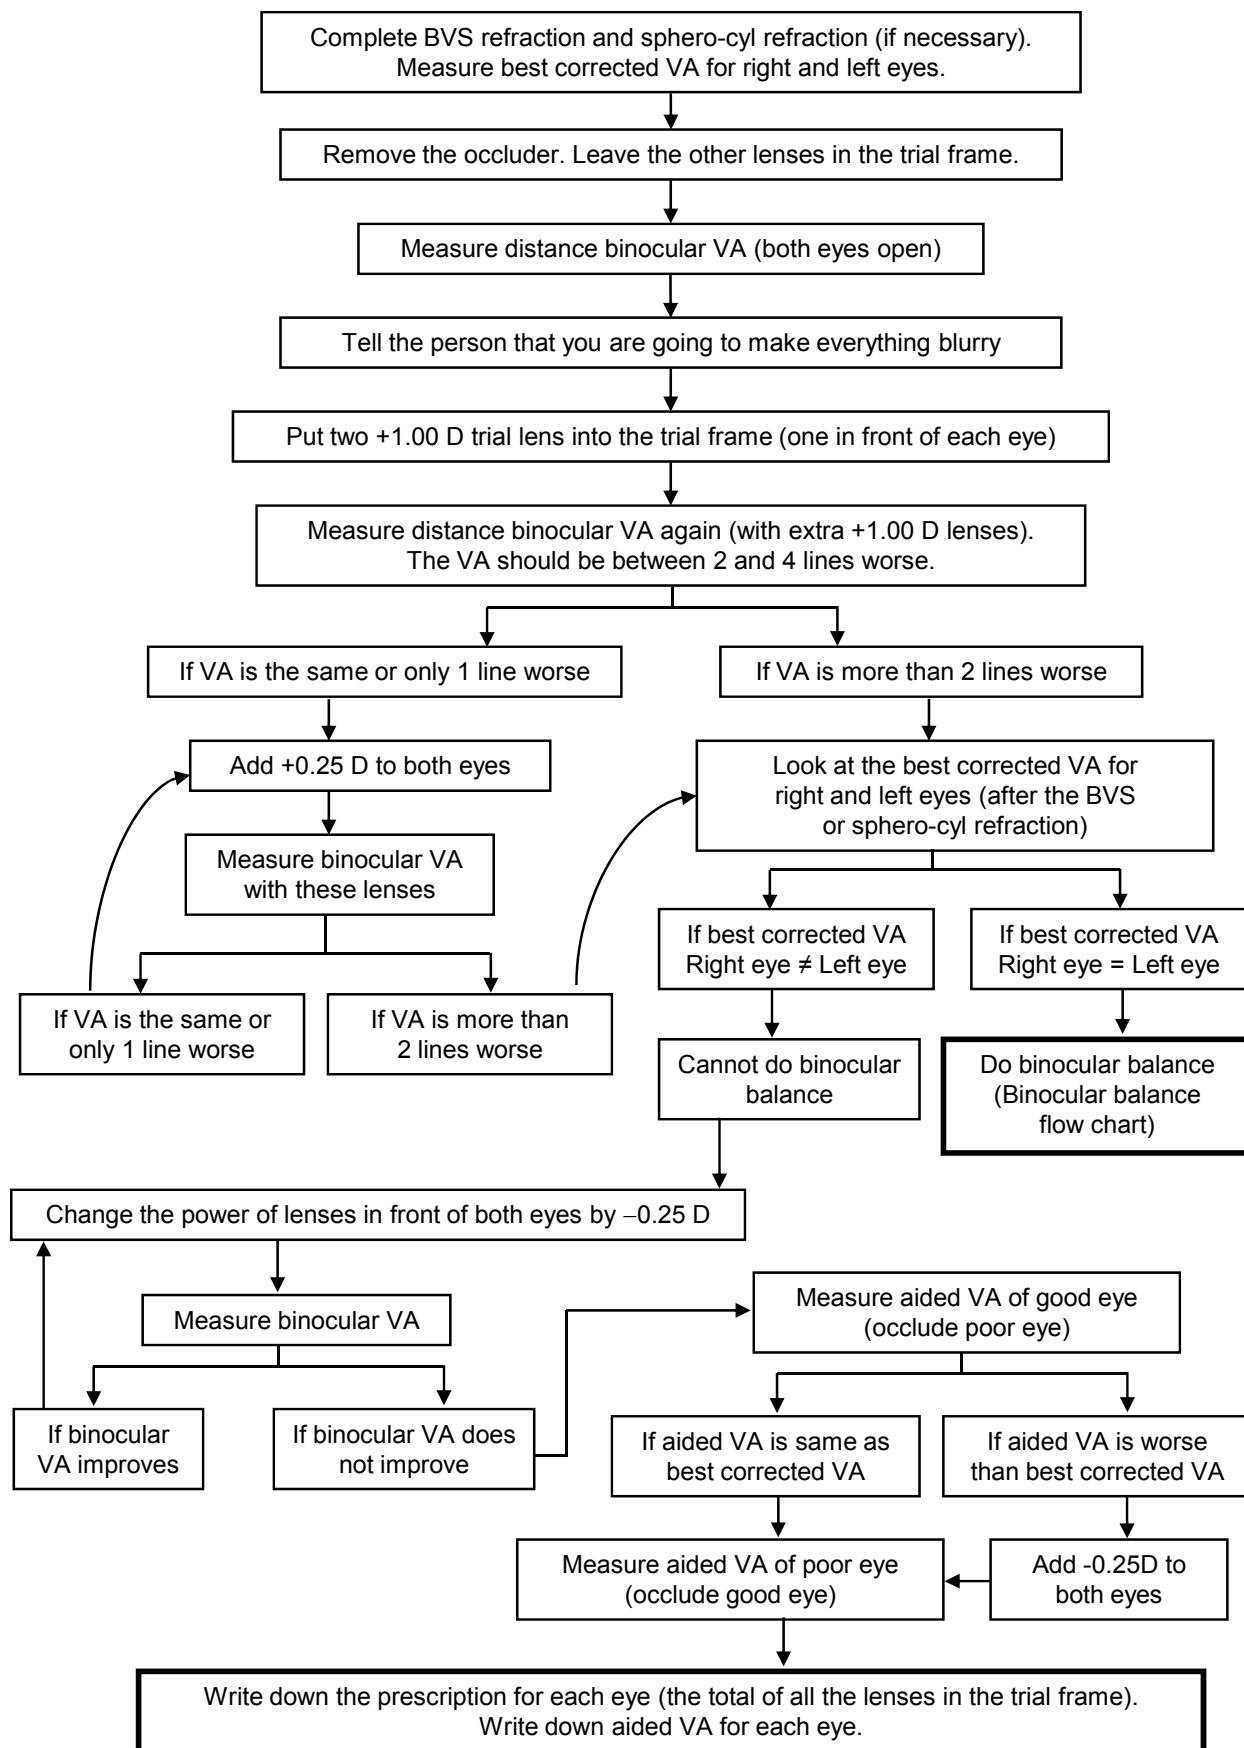 Complete BVS refraction and sphero-cyl refraction (if necessary).
Measure best corrected VA for right and left eyes.
Remove the occluder. Leave the other lenses in the trial frame.
Measure distance binocular VA (both eyes open)
Tell the person that you are going to make everything blurry
Put two +1.00 D trial lens into the trial frame (one in front of each eye)
Measure distance binocular VA again (with extra +1.00 D lenses).
The VA should be between 2 and 4 lines worse.
If VA is the same or only 1 line worse
If VA is more than 2 lines worse
Add +0.25 D to both eyes
Look at the best corrected VA for
right and left eyes (after the BVS
or sphero-cyl refraction)
Measure binocular VA
with these lenses
If best corrected VA
Right eye ≠ Left eye
If best corrected VA
Right eye = Left eye
If VA is the same or
only 1 line worse
If VA is more than
2 lines worse
Cannot do binocular
balance
Do binocular balance
(Binocular balance
flow chart)
Change the power of lenses in front of both eyes by −0.25 D
Measure binocular VA
Measure aided VA of good eye
(occlude poor eye)
If binocular
VA improves
If binocular VA does
not improve
If aided VA is same as
best corrected VA
If aided VA is worse
than best corrected VA
Measure aided VA of poor eye
(occlude good eye)
Add -0.25D to
both eyes
Write down the prescription for each eye (the total of all the lenses in the trial frame).
Write down aided VA for each eye.